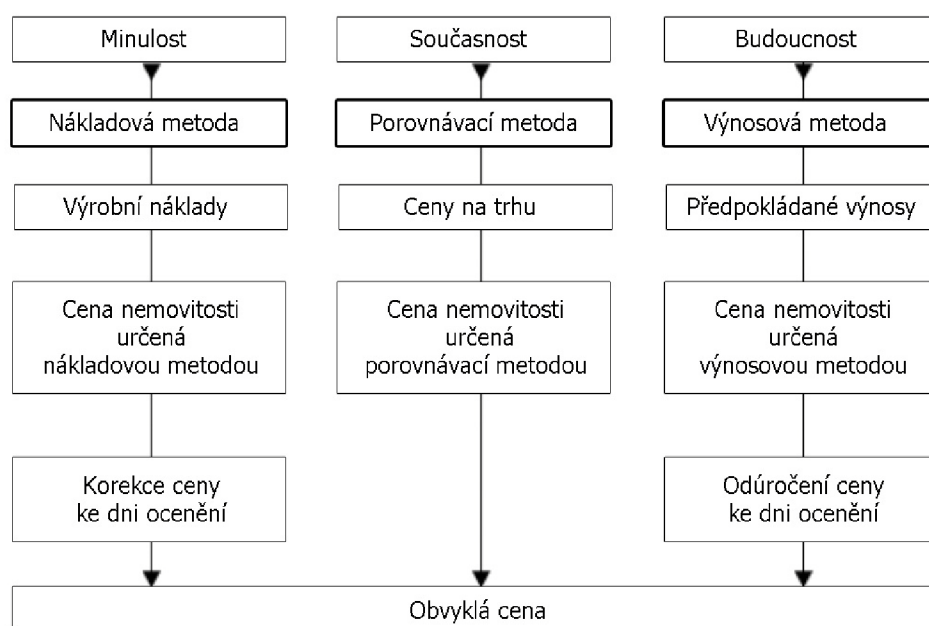 Minulost
Současnost
Budoucnost
Nákladová metoda
Porovnávací metoda
Výnosová metoda
Výrobní náklady
Ceny na trhu
Předpokládané výnosy
Cena nemovitosti
určená
nákladovou metodou
Cena nemovitosti
určená
porovnávací metodou
Cena nemovitosti
určená
výnosovou metodou
Korekce ceny
ke dni ocenění
Odúročení ceny
ke dni ocenění
Obvyklá cena